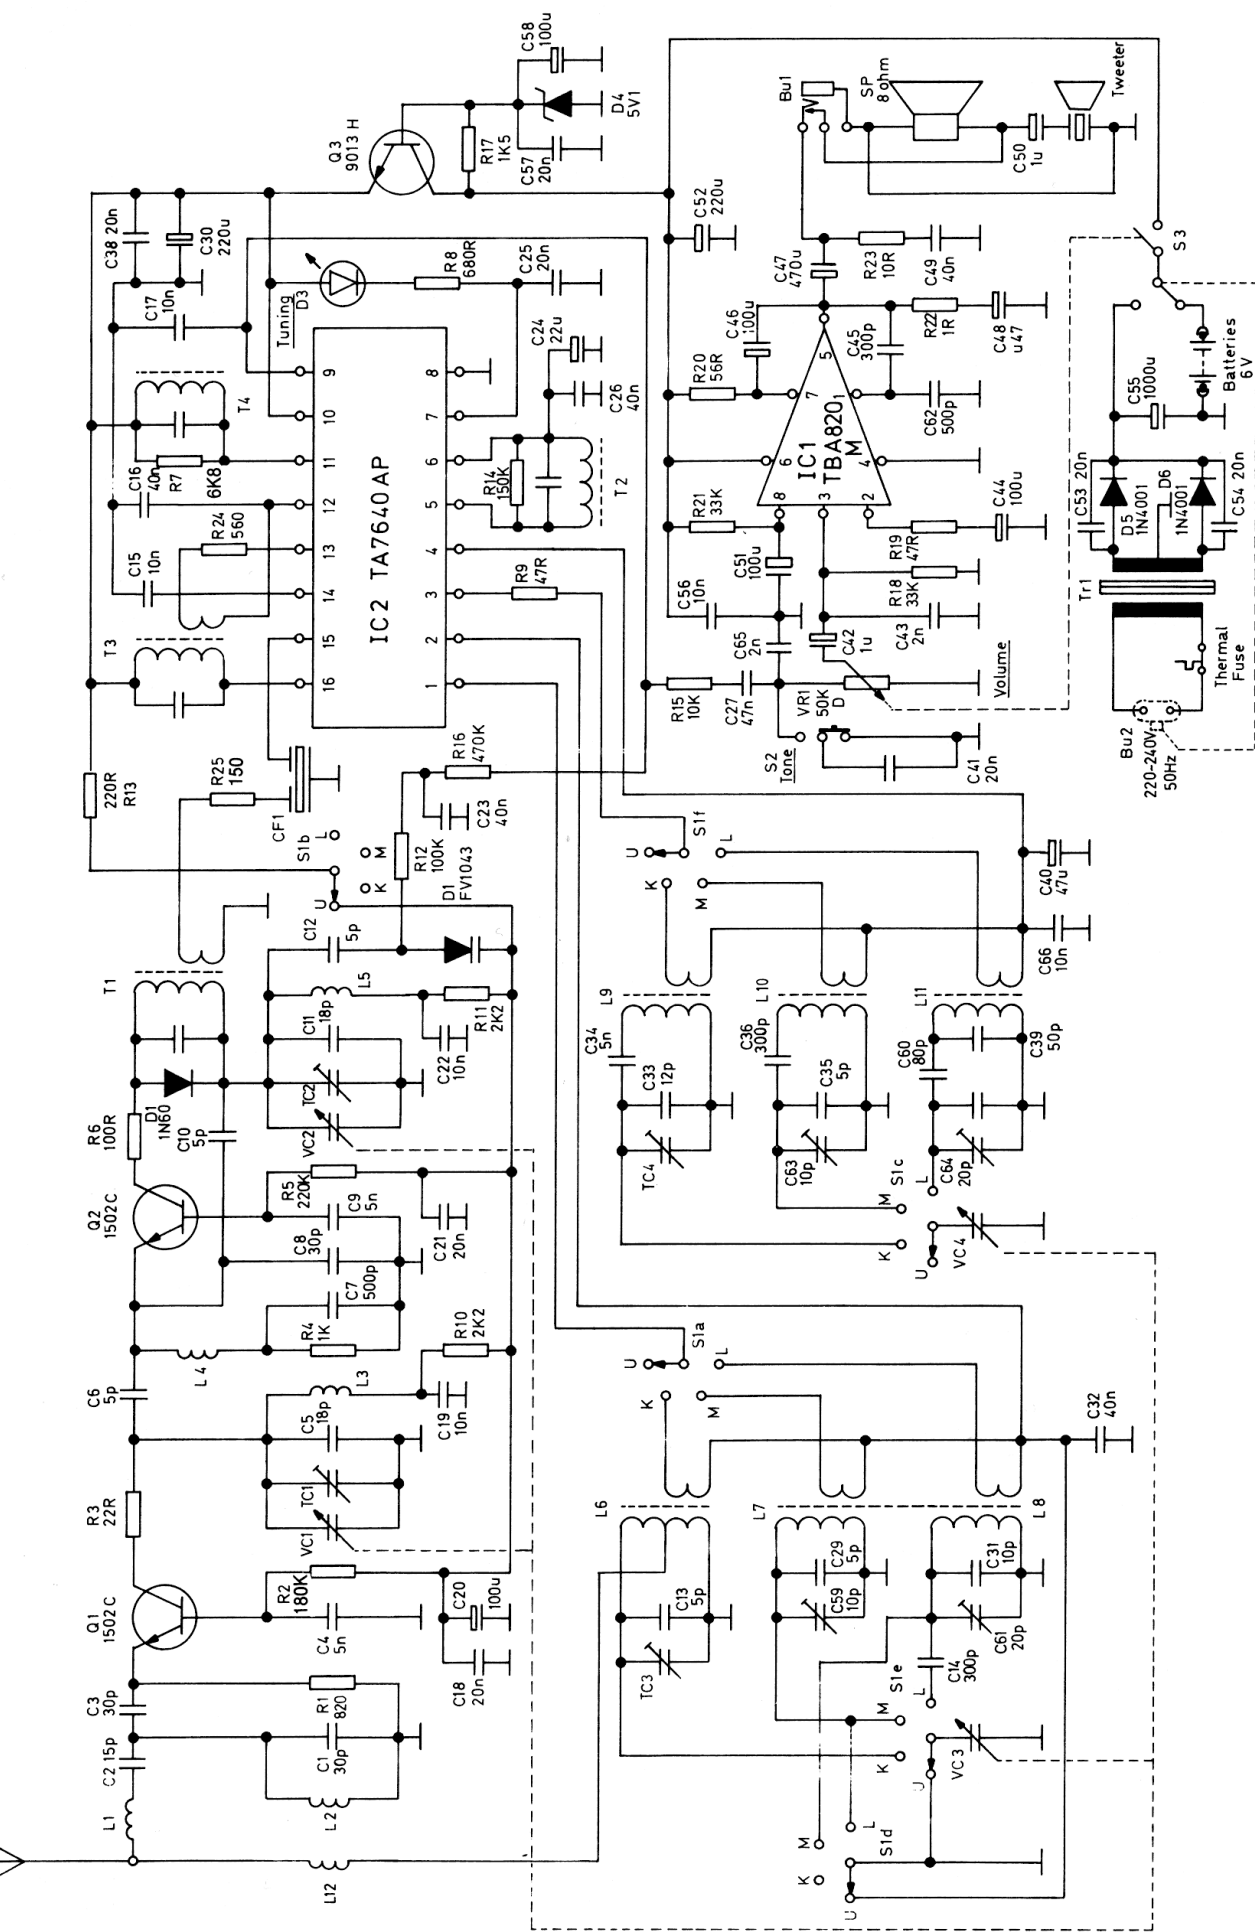 L1
C2 15p
C3
30p
Q1
1502C
R3
22R
C6
5p
Q2
1502C
R6
100R
D1
1N60
C10
5p
T1
R25
150
CF1
220R
R13
T3
C15
10n
R24
560
C16
40n
R7
6K8
T4
C17
10n
C38 20n
C30
220u
Q3
9013 H
R17
1K5
C57
20n
C58
100u
D4
5V1
L12
L2
C1
30p
R1
820
C4
5n
R2
180K
C18
20n
C20
100u
VC1
TC1
C5
18p
L3
C19
10n
R10
2K2
L4
R4
1K
C7
500p
C8
30p
C9
5n
R5
220K
C21
20n
VC2
TC2
C11
18p
L5
C22
10n
R11
2K2
C12
5p
D1
FV1043
S1b
U
K
M
L
R12
100K
C23
40n
R16
470K
IC2 TA7640AP
16
15
14
13
12
11
10
9
1
2
3
4
5
6
7
8
Tuning
D3
R8
680R
C25
20n
C24
22u
C26
40n
R14
150K
T2
R9
47R
L6
TC3
C13
5p
L7
C59
10p
C29
5p
L8
C61
20p
C31
10p
C14
300p
S1a
U
K
M
L
S1e
K
M
L
U
VC3
S1d
K
M
L
U
C32
40n
L9
C34
5n
TC4
C33
12p
L10
C36
300p
C63
10p
C35
5p
L11
C60
80p
C64
20p
C39
50p
S1c
K
M
L
U
VC4
S1f
U
K
M
L
C66
10n
C40
47u
R15
10K
C27
47n
VR1
50K
D
Volume
S2
Tone
C41
20n
C65
2n
C56
10n
C51
100u
C42
1u
C43
2n
R18
33K
R19
47R
C44
100u
R21
33K
R20
56R
IC1
TBA820
M
8
3
2
6
4
7
1
5
C46
100u
C45
300p
C62
500p
C47
470u
R22
1R
C48
u47
R23
10R
C49
40n
C52
220u
Bu1
SP
8 ohm
C50
1u
Tweeter
S3
Batteries
6V
C55
1000u
C53 20n
D5
1N4001
D6
1N4001
C54 20n
Tr1
Thermal
Fuse
Bu2
220-240V
50Hz